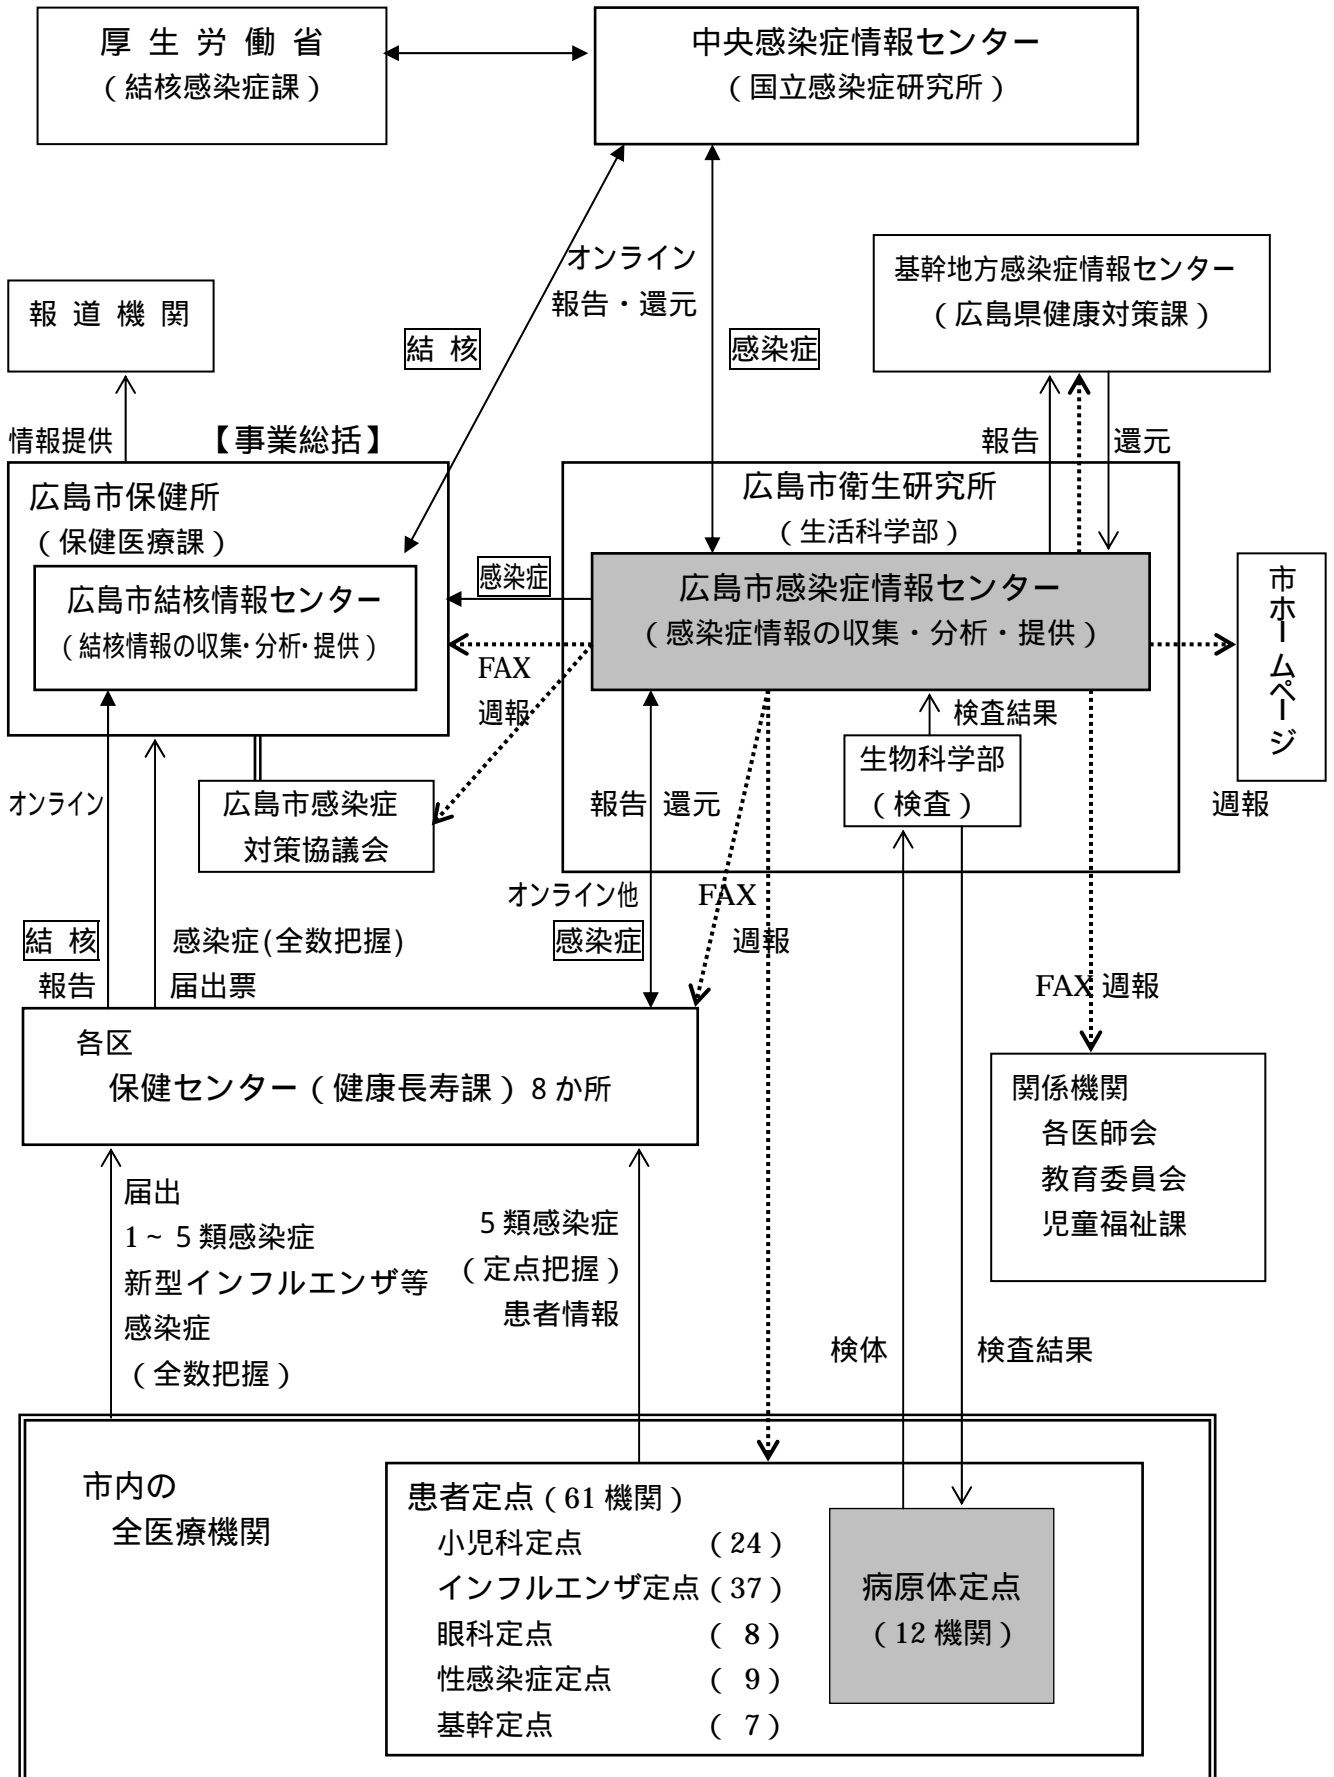 厚生労働省
（結核感染症課）
中央感染症情報センター
（国立感染症研究所）
オンライン
報告・還元
結核
感染症
基幹地方感染症情報センター
（広島県健康対策課）
報道機関
情報提供
【事業総括】
報告
還元
広島市保健所
（保健医療課）
広島市結核情報センター
（結核情報の収集・分析・提供）
感染症
FAX
週報
広島市衛生研究所
（生活科学部）
広島市感染症情報センター
（感染症情報の収集・分析・提供）
市ホームページ
週報
検査結果
生物科学部
（検査）
広島市感染症
対策協議会
オンライン
結核
報告
感染症(全数把握)
届出票
報告
還元
オンライン他
感染症
FAX
週報
FAX 週報
各区
保健センター（健康長寿課）8か所
関係機関
各医師会
教育委員会
児童福祉課
届出
1～5類感染症
新型インフルエンザ等
感染症
（全数把握）
5類感染症
（定点把握）
患者情報
検体
検査結果
市内の
全医療機関
患者定点（61機関）
小児科定点（24）
インフルエンザ定点（37）
眼科定点（ 8）
性感染症定点（ 9）
基幹定点（ 7）
病原体定点
（12機関）